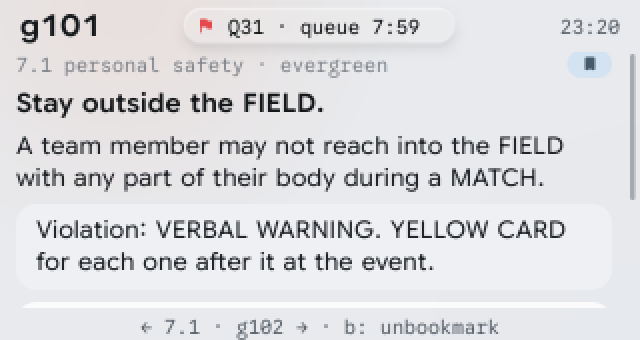 g101
Q31 · queue 7:59
23:20
7.1 personal safety · evergreen
Stay outside the FIELD.
A team member may not reach into the FIELD
with any part of their body during a MATCH.
Violation: VERBAL WARNING. YELLOW CARD
for each one after it at the event.
← 7.1 · g102 → · b: unbookmark